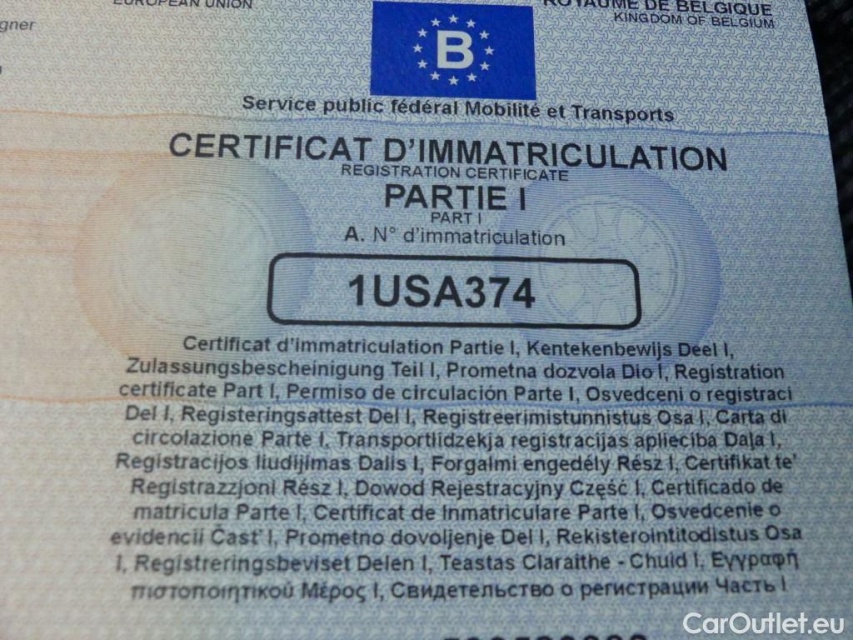 EUROPEAN UNION
ROYAUME DE BELGIQUE
KINGDOM OF BELGIUM
B
Service public fédéral Mobilité et Transports
CERTIFICAT D'IMMATRICULATION
REGISTRATION CERTIFICATE
PARTIE I
PART I
A. N° d'immatriculation
1USA374
Certificat d'immatriculation Partie I, Kentekenbewijs Deel I,
Zulassungsbescheinigung Teil I, Prometna dozvola Dio I, Registration
certificate Part I, Permiso de circulación Parte I, Osvedceni o registraci
Del I, Registeringsattest Del I, Registreerimistunnistus Osa I, Carta di
circolazione Parte I, Transportlidzekja registracijas aplieciba Daļa I,
Registracijos liudijimas Dalis I, Forgalmi engedély Rész I, Certifikat te'
Registrazzjoni Rész I, Dowod Rejestracyjny Część I, Certificado de
matricula Parte I, Certificat de Inmatriculare Parte I, Osvedcenie o
evidencii Čast' I, Prometno dovoljenje Del I, Rekisterointitodistus Osa
I, Registreringsbeviset Delen I, Teastas Claraithe - Chuid I, Εγγραφή
πιστοποιητικού Μέρος I, Свидетельство о регистрации Часть I
CarOutlet.eu